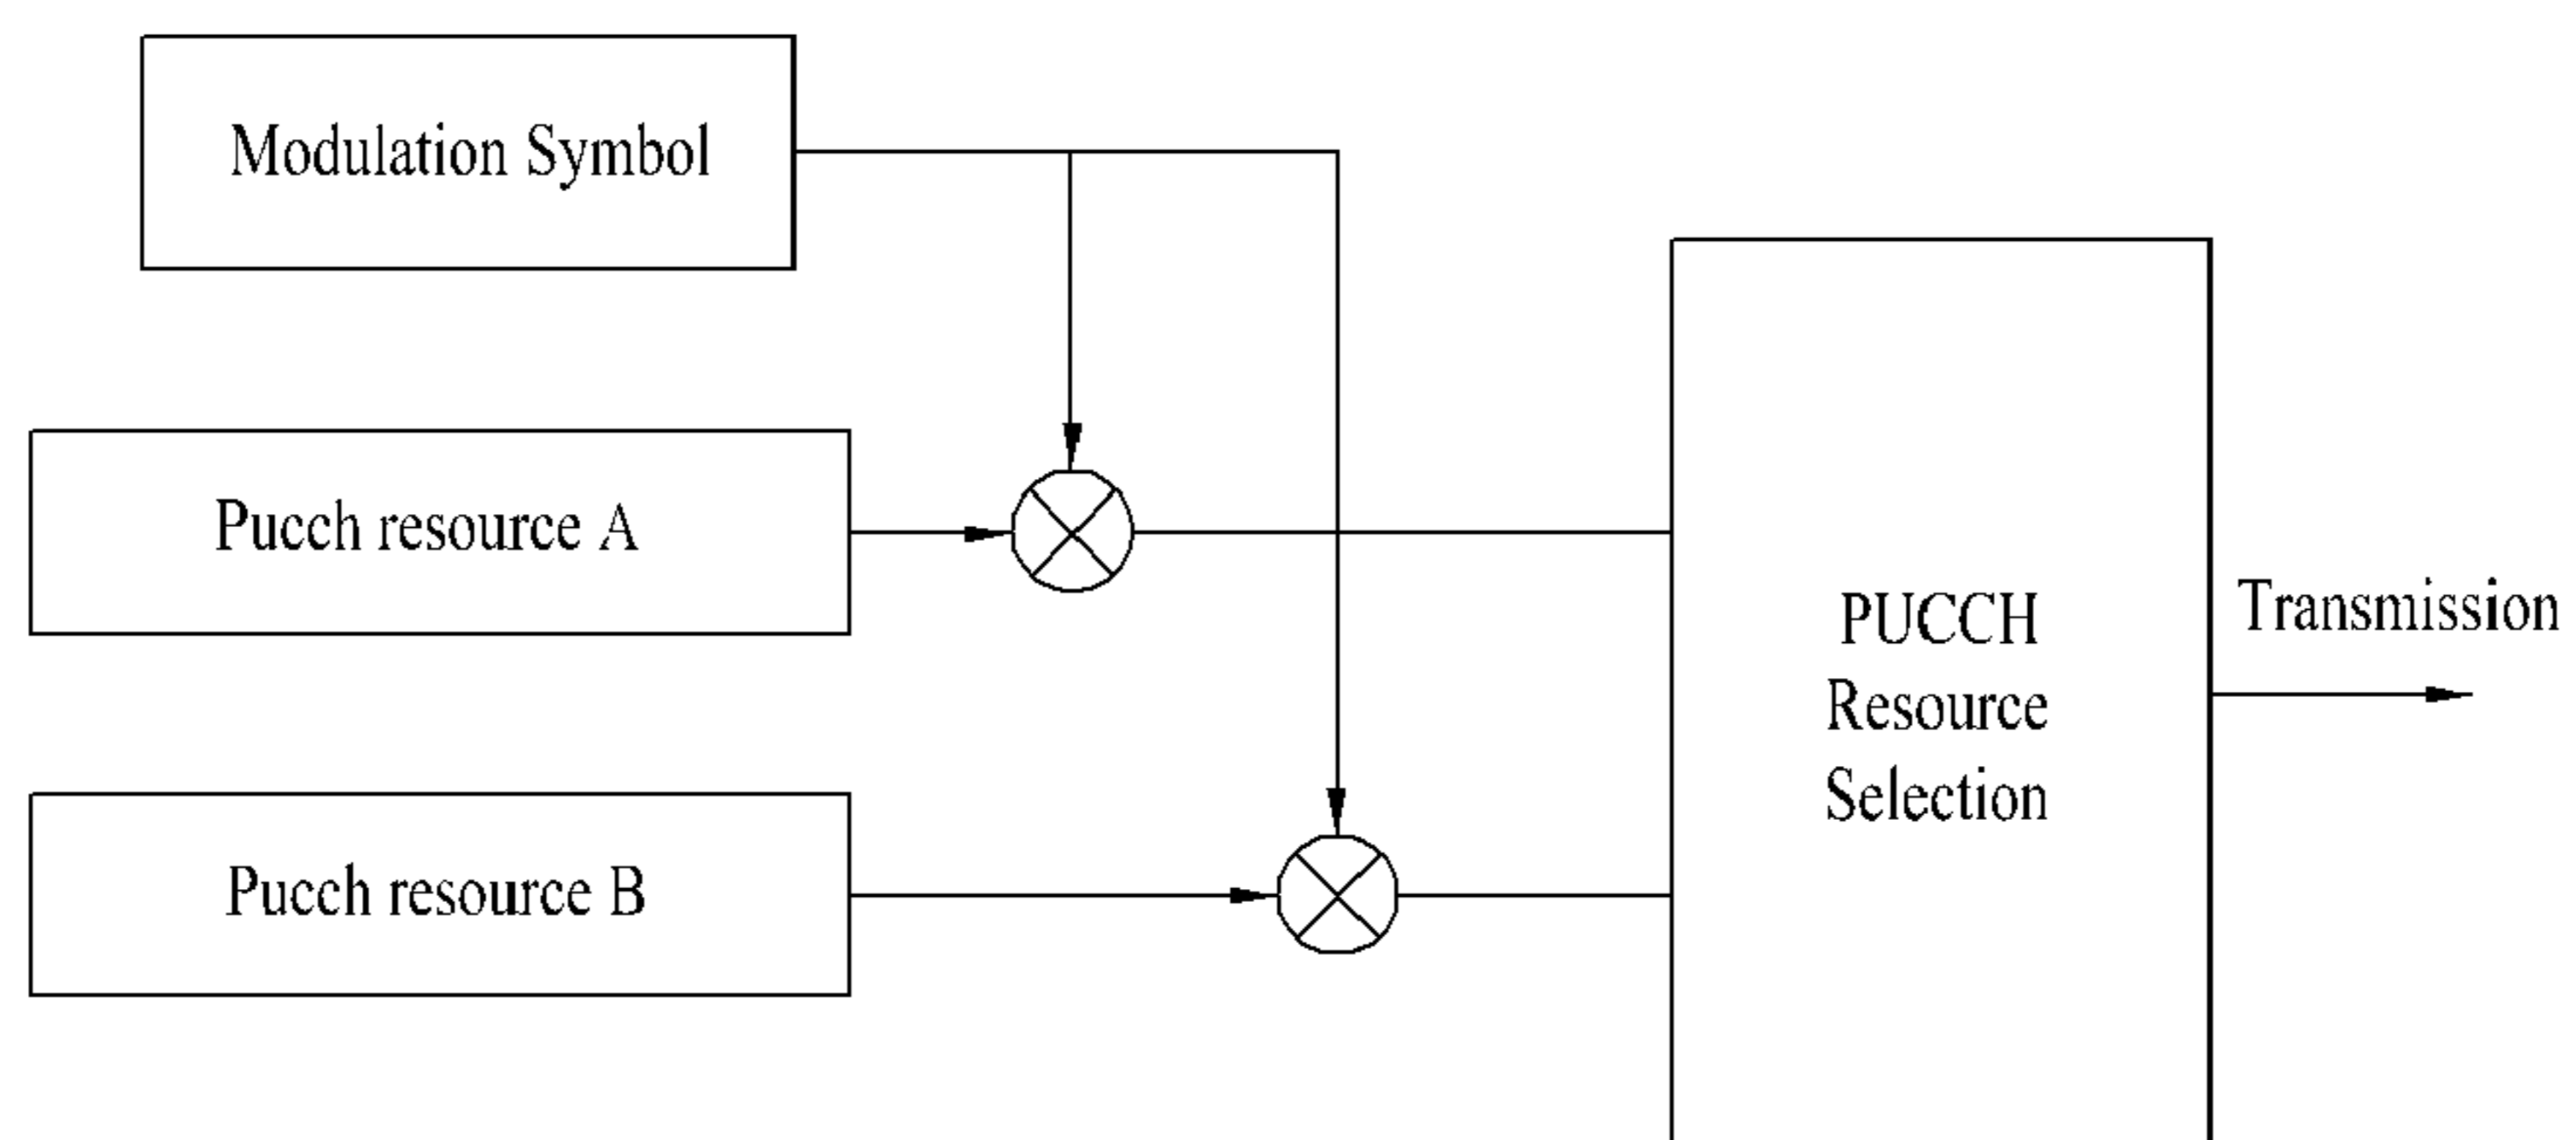 Modulation Symbol
Pucch resource A
Pucch resource B
PUCCH
Resource
Selection
Transmission